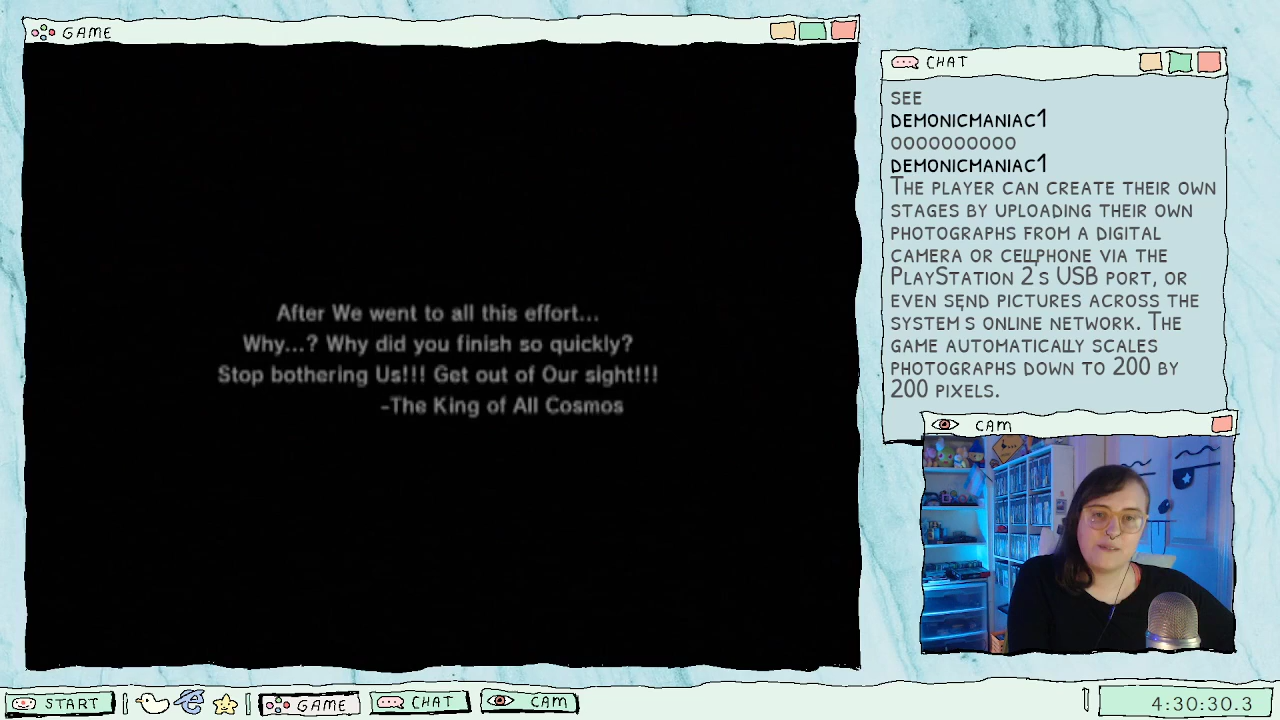 GAME
After We went to all this effort...
Why...? Why did you finish so quickly?
Stop bothering Us!!! Get out of Our sight!!!
-The King of All Cosmos
CHAT
SEE
DEMONICMANIAC1
OOOOOOOOOO
DEMONICMANIAC1
THE PLAYER CAN CREATE THEIR OWN
STAGES BY UPLOADING THEIR OWN
PHOTOGRAPHS FROM A DIGITAL
CAMERA OR CELLPHONE VIA THE
PLAYSTATION 2'S USB PORT, OR
EVEN SEND PICTURES ACROSS THE
SYSTEM'S ONLINE NETWORK. THE
GAME AUTOMATICALLY SCALES
PHOTOGRAPHS DOWN TO 200 BY
200 PIXELS.
CAM
START
GAME
CHAT
CAM
4:30:30.3